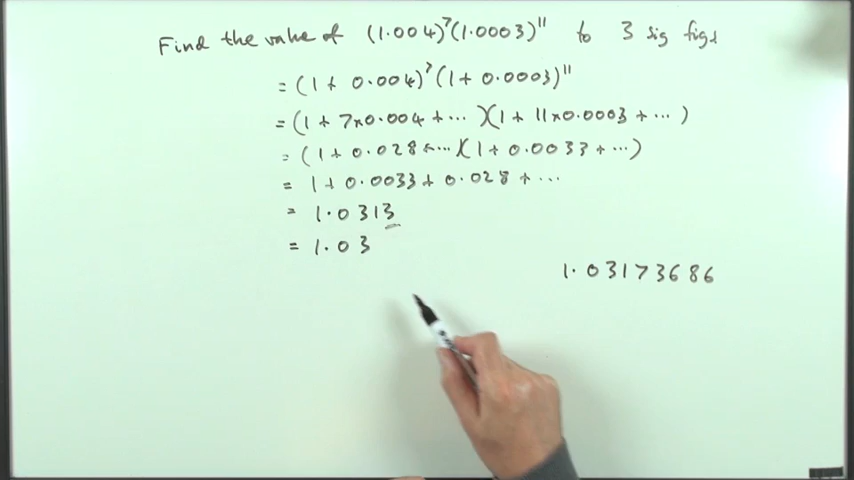 Find the value of (1.004)⁷(1.0003)¹¹ to 3 sig figs
= (1 + 0.004)⁷(1 + 0.0003)¹¹
= (1 + 7×0.004 + ...)(1 + 11×0.0003 + ...)
= (1 + 0.028 + ...)(1 + 0.0033 + ...)
= 1 + 0.0033 + 0.028 + ...
= 1.0313
= 1.03
1.03173686